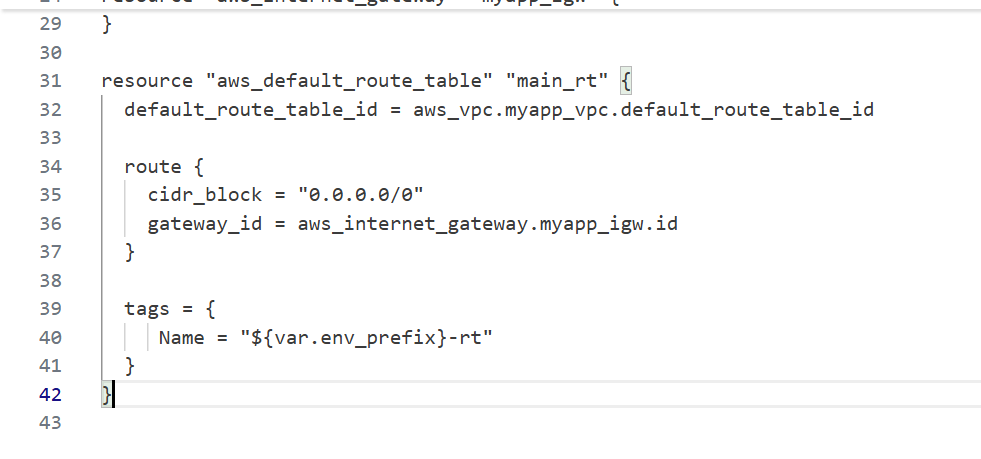 29 }
30
31 resource "aws_default_route_table" "main_rt" {
32   default_route_table_id = aws_vpc.myapp_vpc.default_route_table_id
33
34   route {
35     cidr_block = "0.0.0.0/0"
36     gateway_id = aws_internet_gateway.myapp_igw.id
37   }
38
39   tags = {
40      Name = "${var.env_prefix}-rt"
41   }
42 }
43